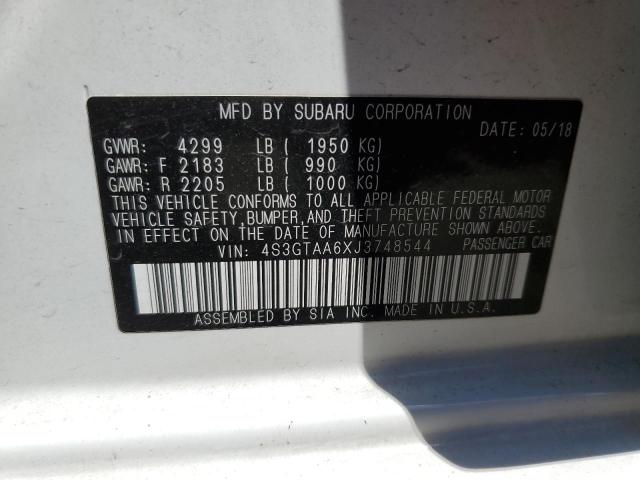 MFD BY SUBARU CORPORATION
DATE: 05/18
GVWR: 4299 LB ( 1950 KG)
GAWR: F 2183 LB ( 990 KG)
GAWR: R 2205 LB ( 1000 KG)
THIS VEHICLE CONFORMS TO ALL APPLICABLE FEDERAL MOTOR
VEHICLE SAFETY,BUMPER,AND THEFT PREVENTION STANDARDS
IN EFFECT ON THE DATE OF MANUFACTURE SHOWN ABOVE.
VIN: 4S3GTAA6XJ3748544 PASSENGER CAR
ASSEMBLED BY SIA INC. MADE IN U.S.A.